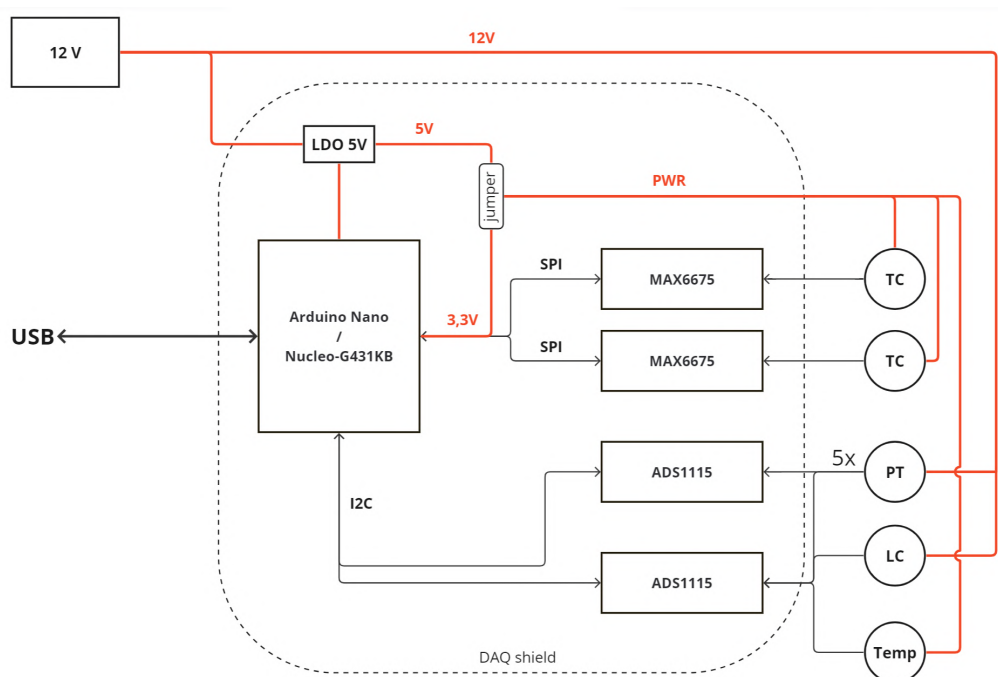 12 V
12V
LDO 5V
5V
jumper
PWR
SPI
MAX6675
TC
Arduino Nano
/
Nucleo-G431KB
USB
3,3V
SPI
MAX6675
TC
5x
ADS1115
PT
I2C
LC
ADS1115
Temp
DAQ shield